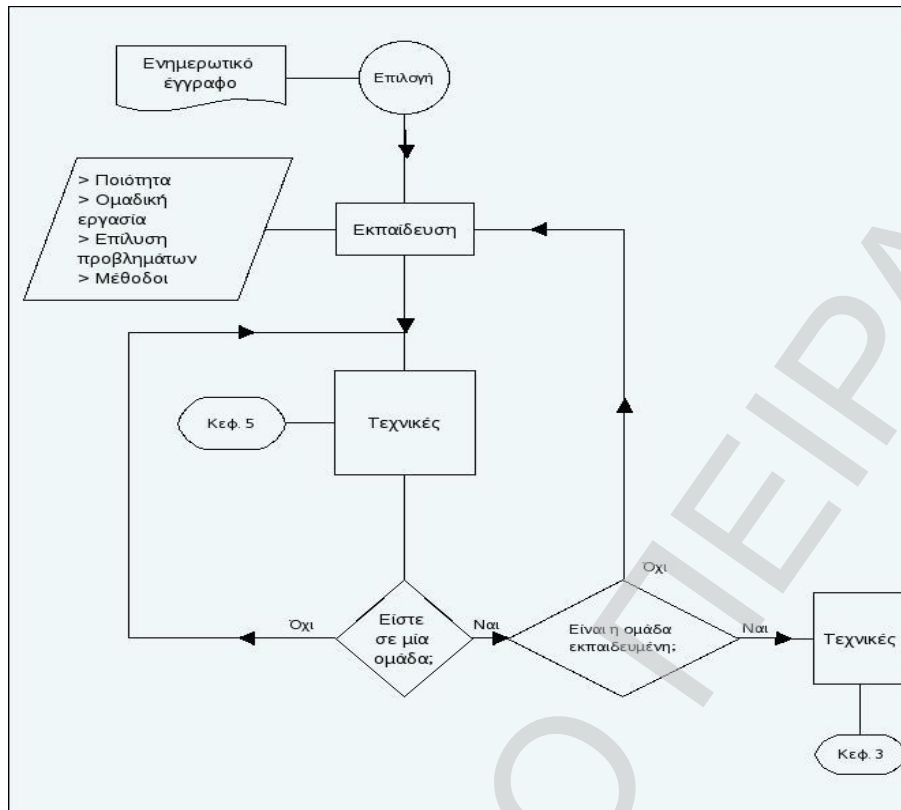 Ενημερωτικό
έγγραφο
Επιλογή
> Ποιότητα
> Ομαδική
εργασία
> Επίλυση
προβλημάτων
> Μέθοδοι
Εκπαίδευση
Κεφ. 5
Τεχνικές
Όχι
Είστε
σε μία
ομάδα;
Ναι
Όχι
Είναι η ομάδα
εκπαιδευμένη;
Ναι
Τεχνικές
Κεφ. 3
Ο ΠΕΙΡΑ